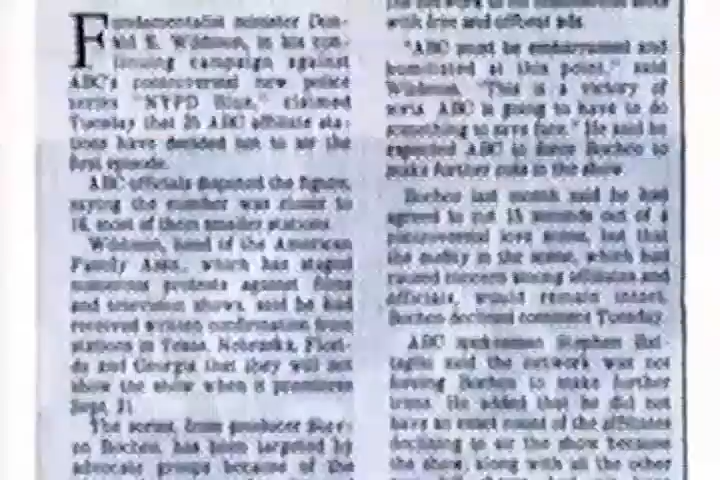 Fundamentalist minister Don-
ald E. Wildmon, in his con-
tinuing campaign against
ABC's controversial new police
series "NYPD Blue," claimed
Tuesday that 25 ABC affiliate sta-
tions have decided not to air the
first episode.
ABC officials disputed the figure,
saying the number was closer to
most of them smaller stations.
Wildmon, head of the American
Family Assn., which has staged
numerous protests against films
and television shows, said he had
received written confirmation from
stations in Texas, Nebraska, Flori-
da and Georgia that they will not
show the show when it premieres
Sept. 21.
The series, from producer Stev-
en Bochco, has been targeted by
advocate groups because of the
with free and offbeat ads.
"ABC must be embarrassed and
humiliated at this point," said
Wildmon. "This is a victory of
sorts. ABC is going to have to do
something to save face." He said he
expected ABC to force Bochco to
make further cuts in the show.
Bochco last month said he had
agreed to cut 15 seconds out of a
controversial love scene, but that
the nudity in the scene, which had
raised concern among affiliates and
officials, would remain intact.
Bochco declined comment Tuesday.
ABC spokesman Stephen Bat-
taglio said the network was not
forcing Bochco to make further
trims. He added that he did not
have an exact count of the affiliates
declining to air the show because
the show, along with all the other